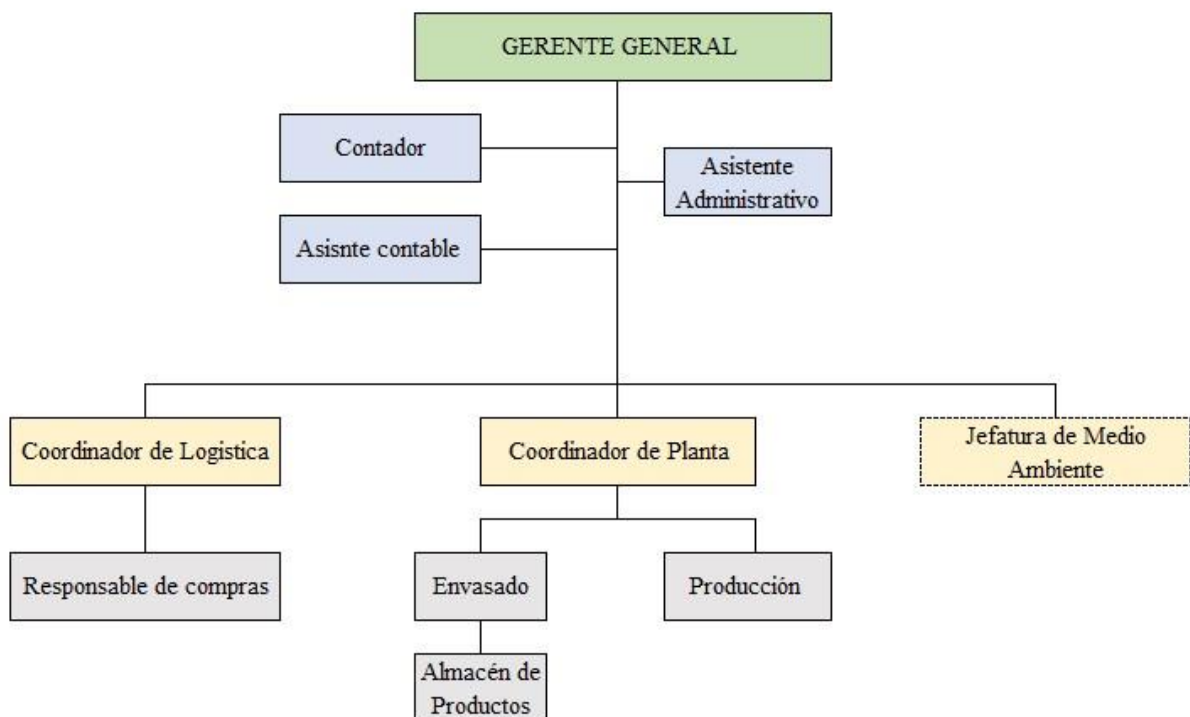 GERENTE GENERAL
Contador
Asistente
Administrativo
Asisnte contable
Coordinador de Logistica
Coordinador de Planta
Jefatura de Medio
Ambiente
Responsable de compras
Envasado
Producción
Almacén de
Productos